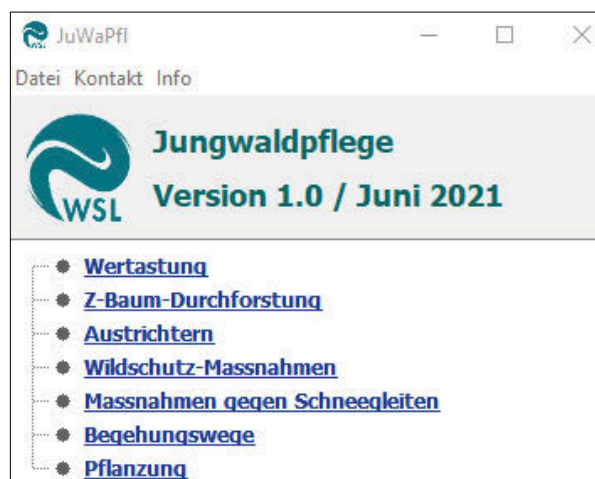 JuWaPfl
Datei Kontakt Info
WSL
Jungwaldpflege
Version 1.0 / Juni 2021
Wertastung
Z-Baum-Durchforstung
Austrichtern
Wildschutz-Massnahmen
Massnahmen gegen Schneegleiten
Begehungswege
Pflanzung